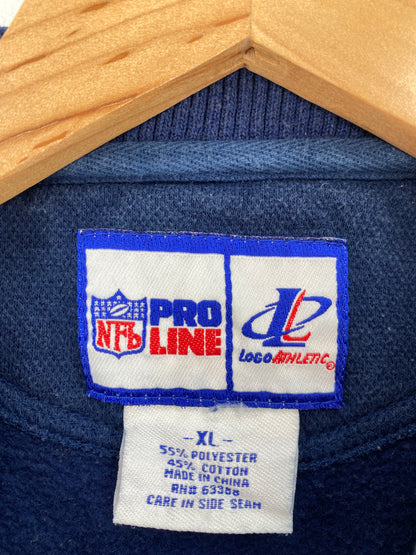 NFL
PRO
LINE
LOGO ATHLETIC®
-XL-
55% POLYESTER
45% COTTON
MADE IN CHINA
RN# 63388
CARE IN SIDE SEAM